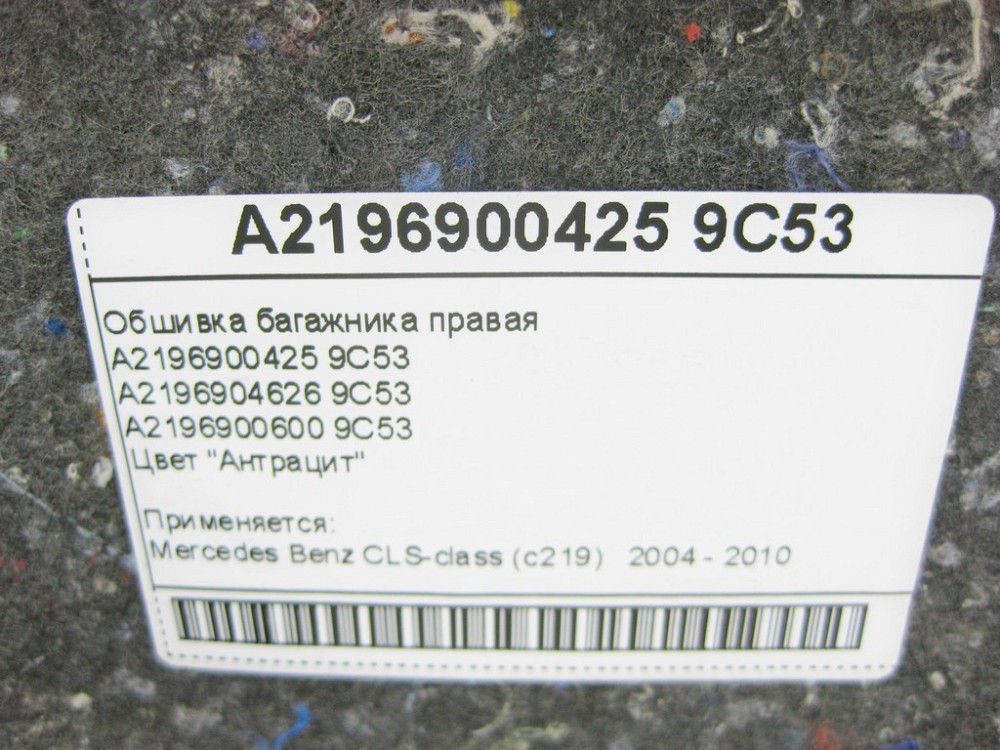 A2196900425 9C53
Обшивка багажника правая
A2196900425 9C53
A2196904626 9C53
A2196900600 9C53
Цвет "Антрацит"
Применяется:
Mercedes Benz CLS-class (c219) 2004 - 2010